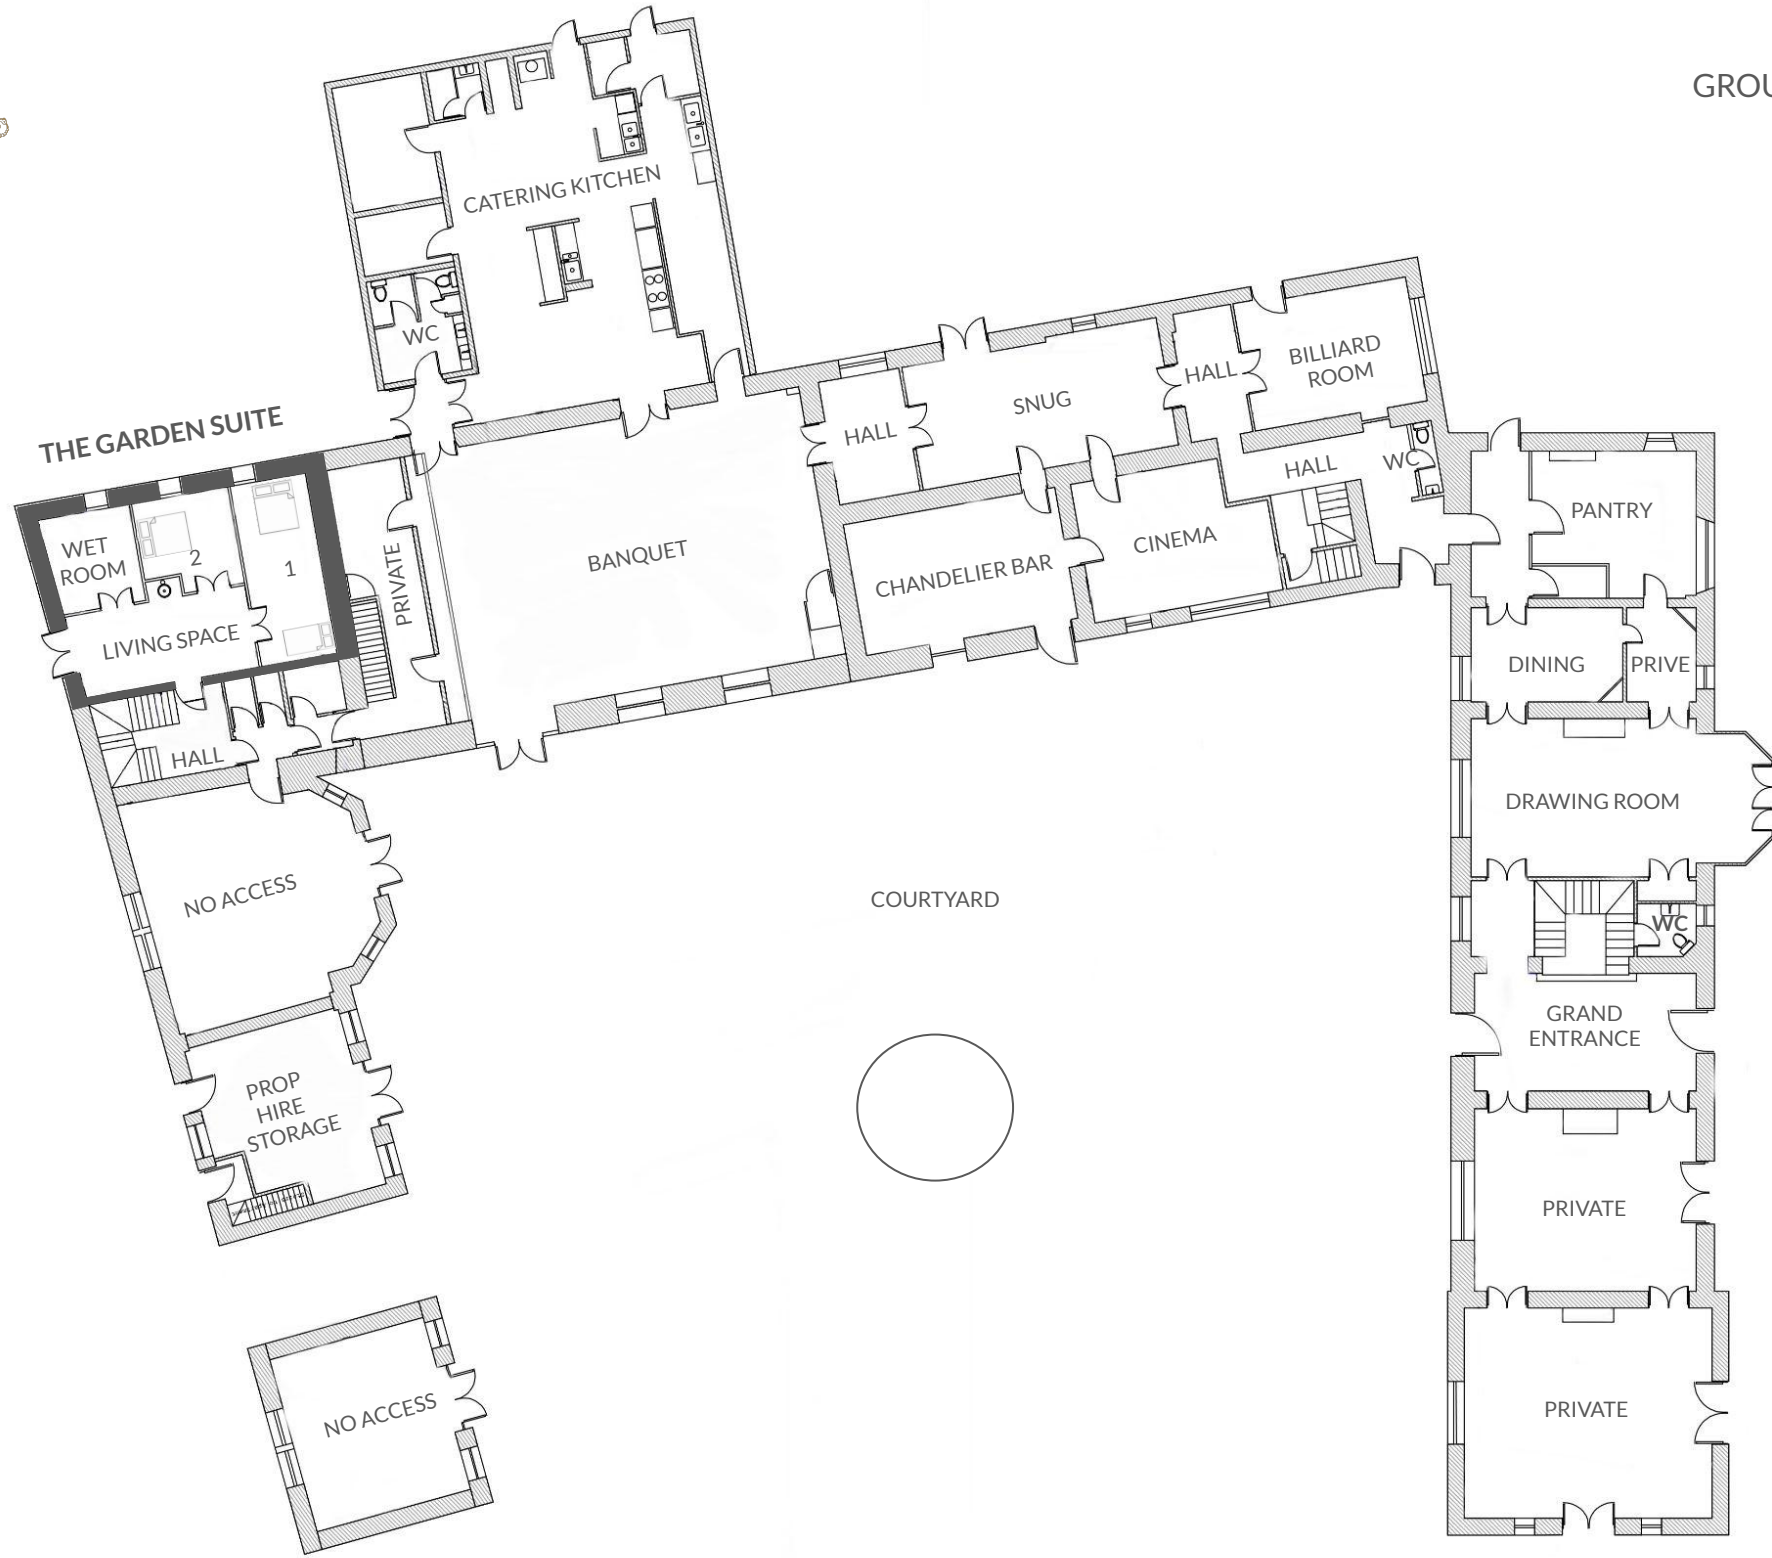 GROU
CATERING KITCHEN
WC
THE GARDEN SUITE
WET
ROOM
2
1
LIVING SPACE
HALL
PRIVATE
BANQUET
HALL
SNUG
HALL
BILLIARD
ROOM
HALL
WC
CHANDELIER BAR
CINEMA
PANTRY
DINING
PRIVE
DRAWING ROOM
WC
GRAND
ENTRANCE
PRIVATE
PRIVATE
COURTYARD
NO ACCESS
PROP
HIRE
STORAGE
NO ACCESS